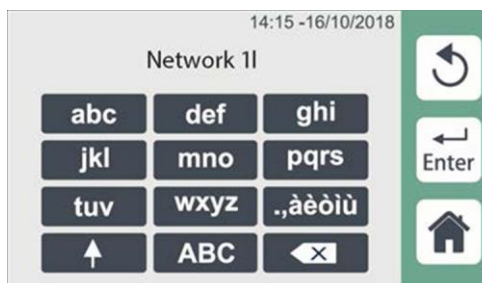 14:15 -16/10/2018
Network 1l
abc def ghi
jkl mno pqrs
Enter
tuv wxyz .,àèòìù
ABC